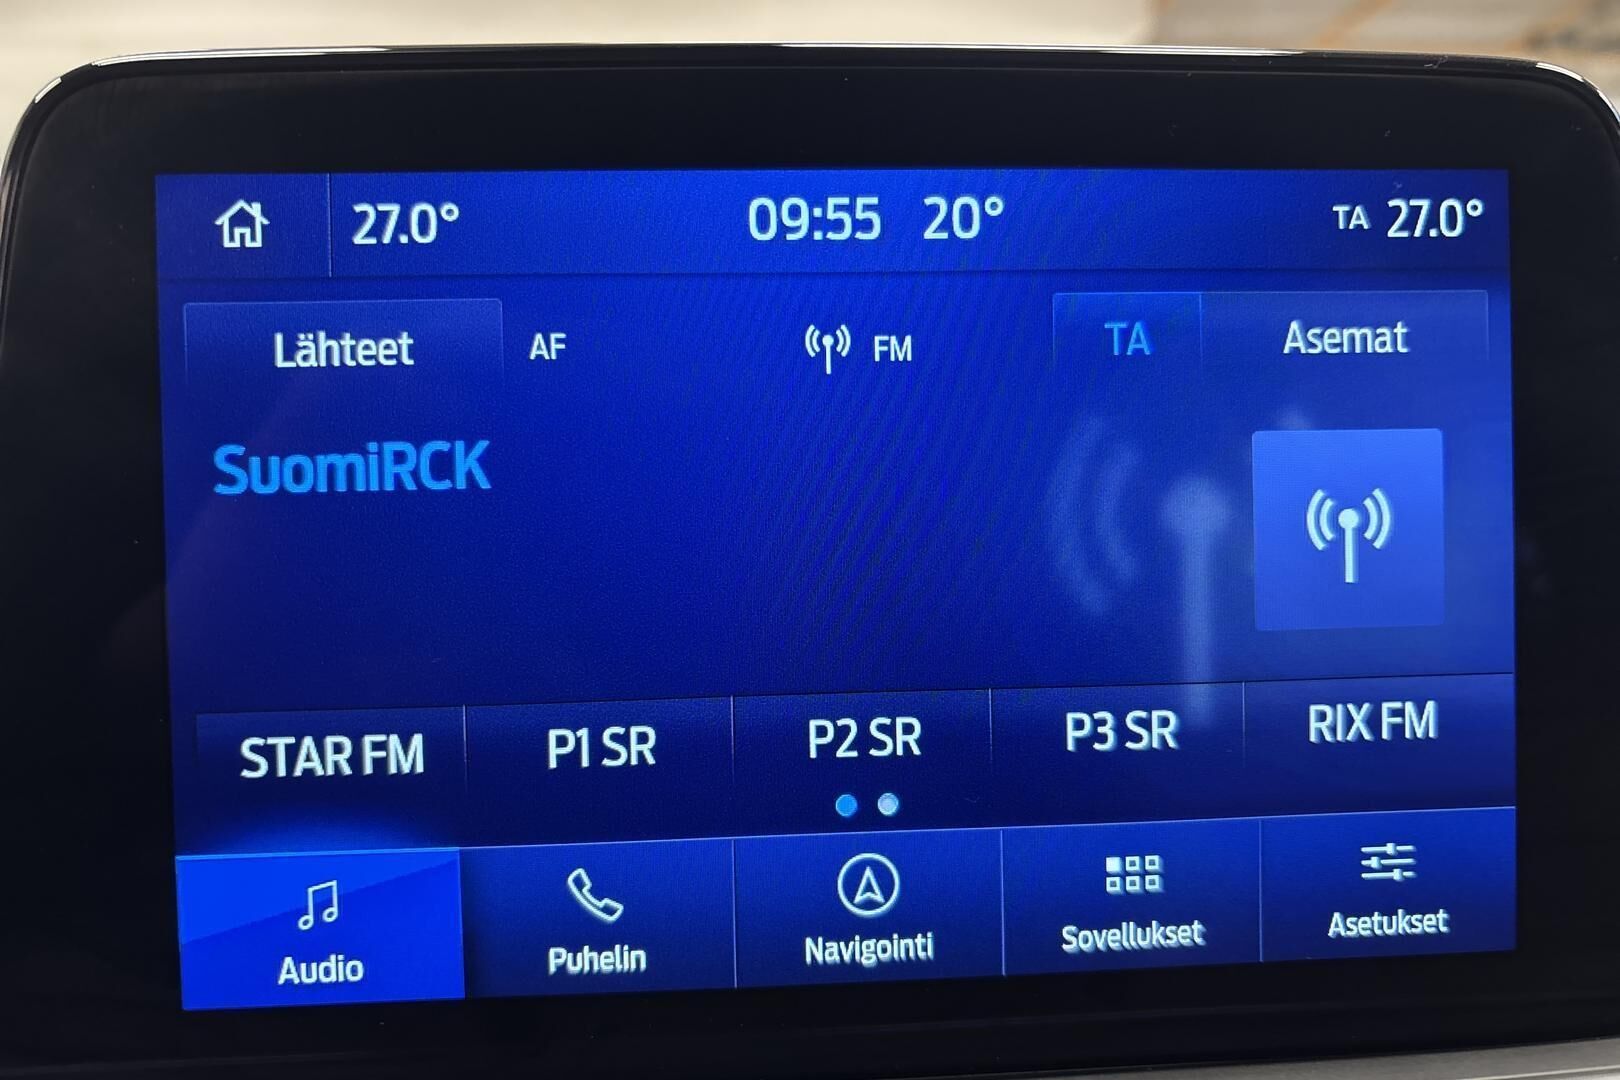 27.0° 09:55 20° TA 27.0°
Lähteet AF FM TA Asemat
SuomiRCK
STAR FM P1 SR P2 SR P3 SR RIX FM
Audio Puhelin Navigointi Sovellukset Asetukset